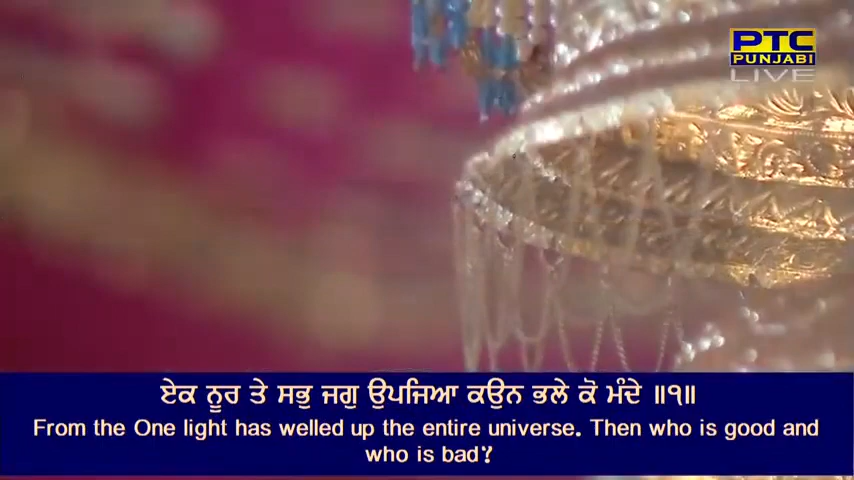 PTC
PUNJABI
LIVE
ਏਕ ਨੂਰ ਤੇ ਸਭੁ ਜਗੁ ਉਪਜਿਆ ਕਉਨ ਭਲੇ ਕੋ ਮੰਦੇ ॥੧॥
From the One light has welled up the entire universe. Then who is good and
who is bad?